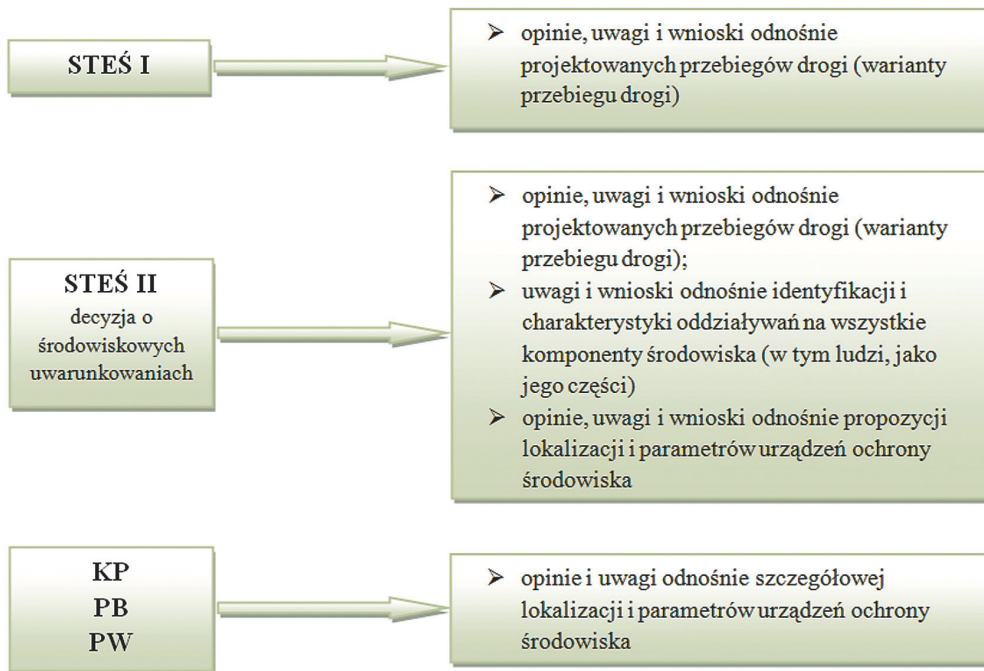 STEŚ I
➢ opinie, uwagi i wnioski odnośnie
projektowanych przebiegów drogi (warianty
przebiegu drogi)
STEŚ II
decyzja o
środowiskowych
uwarunkowaniach
➢ opinie, uwagi i wnioski odnośnie
projektowanych przebiegów drogi (warianty
przebiegu drogi);
➢ uwagi i wnioski odnośnie identyfikacji i
charakterystyki oddziaływań na wszystkie
komponenty środowiska (w tym ludzi, jako
jego części)
➢ opinie, uwagi i wnioski odnośnie propozycji
lokalizacji i parametrów urządzeń ochrony
środowiska
KP
PB
PW
➢ opinie i uwagi odnośnie szczegółowej
lokalizacji i parametrów urządzeń ochrony
środowiska